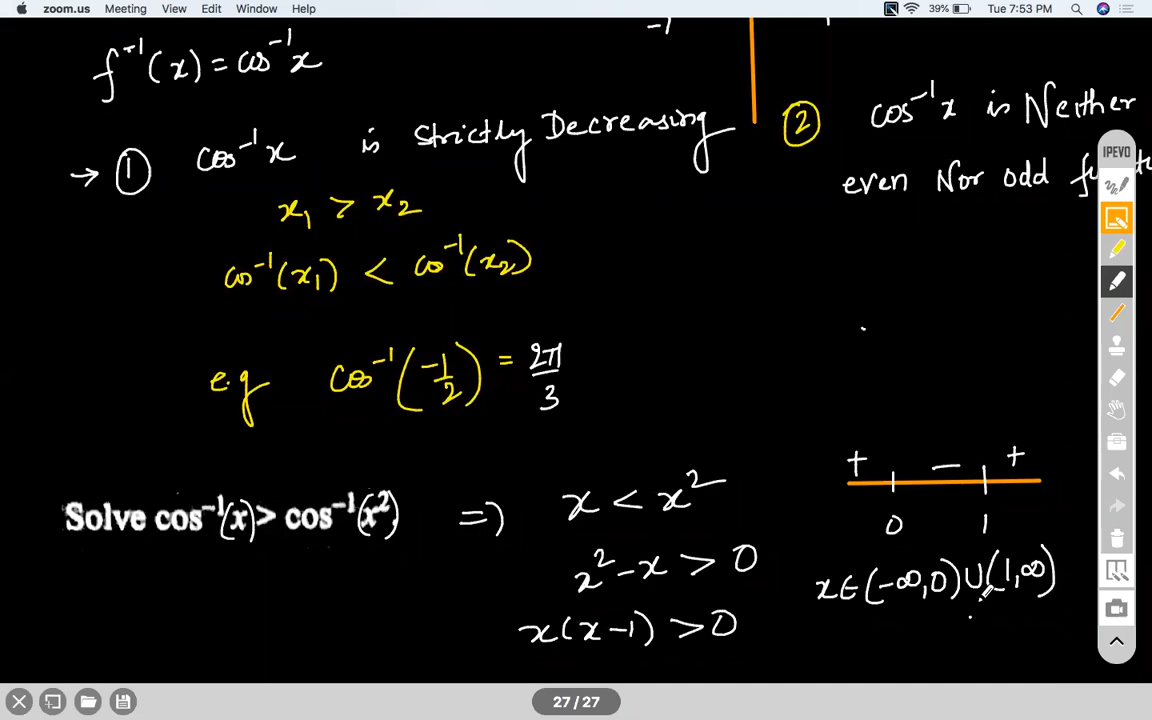 zoom.us Meeting View Edit Window Help 39% Tue 7:53 PM
f⁻¹(x) = cos⁻¹x
-1
→ ① cos⁻¹x is Strictly Decreasing
x₁ > x₂
cos⁻¹(x₁) < cos⁻¹(x₂)
e.g cos⁻¹(-1/2) = 2π/3
② cos⁻¹x is Neither
even Nor odd
IPEVO
Solve cos⁻¹(x) > cos⁻¹(x²) => x < x²
x² - x > 0
x(x-1) > 0
+ - +
0 1
x ∈ (-∞,0) ∪ (1,∞)
27 / 27